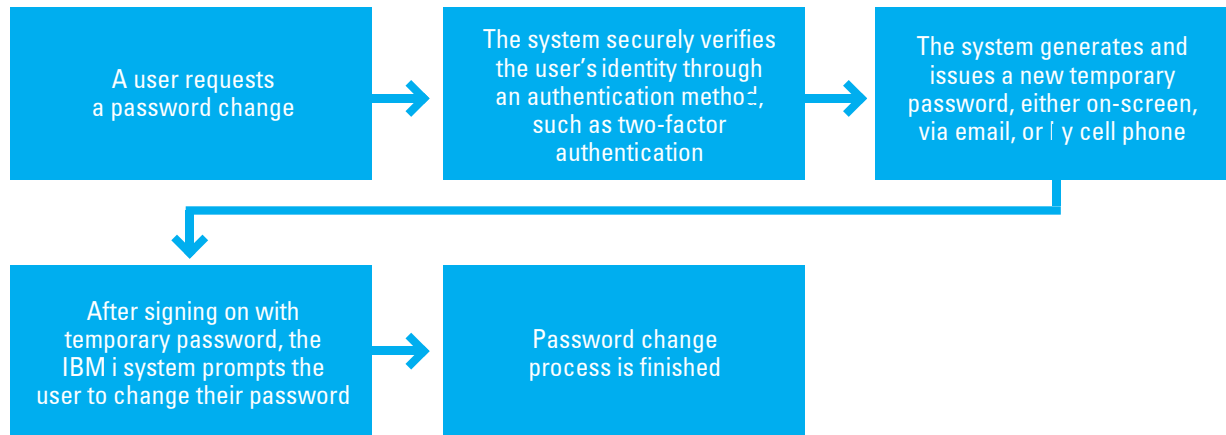 A user requests
a password change
The system securely verifies
the user's identity through
an authentication method,
such as two-factor
authentication
The system generates and
issues a new temporary
password, either on-screen,
via email, or by cell phone
After signing on with
temporary password, the
IBM i system prompts the
user to change their password
Password change
process is finished